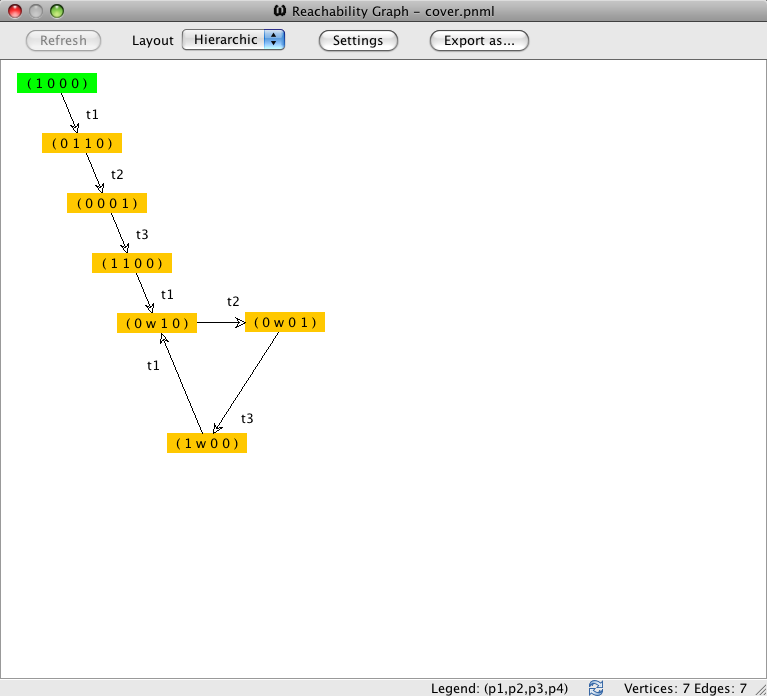 Reachability Graph – cover.pnml
Refresh Layout Hierarchic Settings Export as...
( 1 0 0 0 )
t1
( 0 1 1 0 )
t2
( 0 0 0 1 )
t3
( 1 1 0 0 )
t1
( 0 w 1 0 ) t2 ( 0 w 0 1 )
t1
t3
( 1 w 0 0 )
Legend: (p1,p2,p3,p4) Vertices: 7 Edges: 7